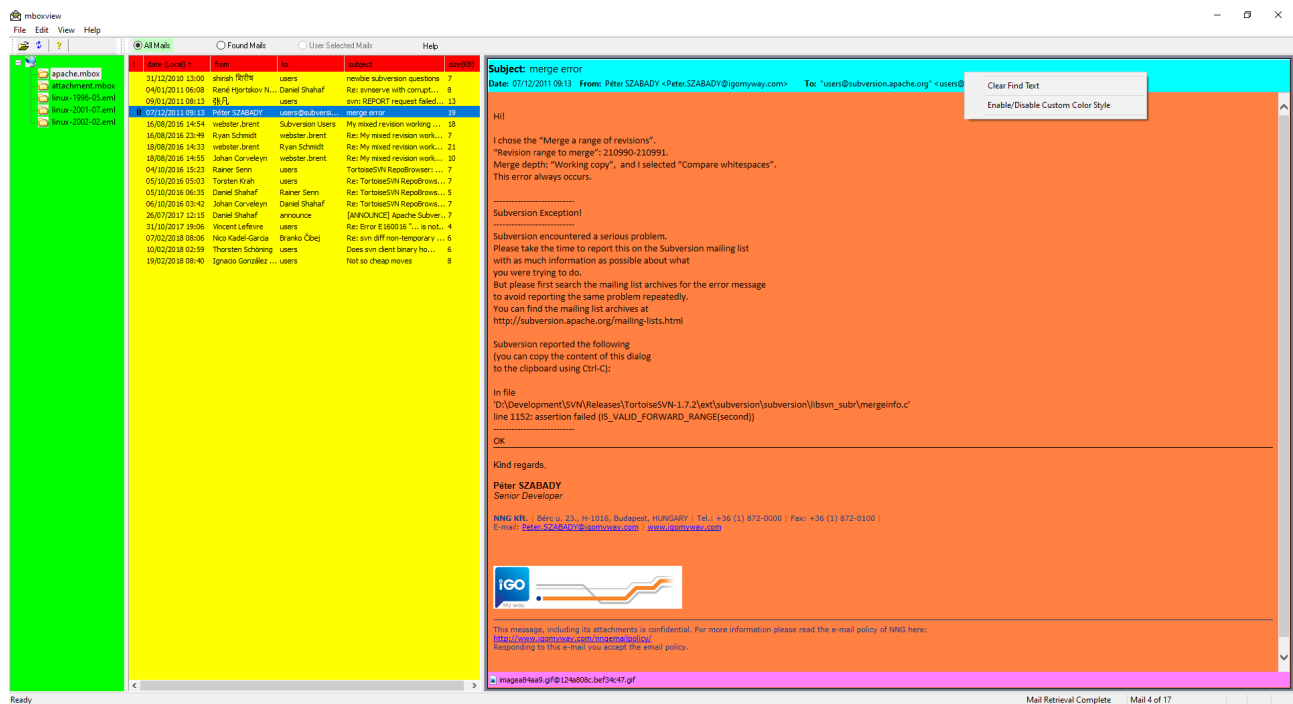 mboxview
File Edit View Help
All Mails Found Mails User Selected Mails Help
apache.mbox
attachment.mbox
linux-1996-05.eml
linux-2001-07.eml
linux-2002-02.eml
! date (Local) ↑ from to subject size(KB)
31/12/2010 13:00 shirish शिरीष users newbie subversion questions 7
04/01/2011 06:08 René Hjortskov N... Daniel Shahaf Re: svnserve with corrupt... 8
09/01/2011 08:13 张凡 users svn: REPORT request failed... 13
07/12/2011 09:13 Péter SZABADY users@subversi... merge error 19
16/08/2016 14:54 webster.brent Subversion Users My mixed revision working ... 18
16/08/2016 23:49 Ryan Schmidt webster.brent Re: My mixed revision work... 7
18/08/2016 14:33 webster.brent Ryan Schmidt Re: My mixed revision work... 21
18/08/2016 14:55 Johan Corveleyn webster.brent Re: My mixed revision work... 10
04/10/2016 15:23 Rainer Senn users TortoiseSVN RepoBrowser: ... 7
05/10/2016 05:03 Torsten Krah users Re: TortoiseSVN RepoBrows... 7
05/10/2016 06:35 Daniel Shahaf Rainer Senn Re: TortoiseSVN RepoBrows... 5
06/10/2016 03:42 Johan Corveleyn Daniel Shahaf Re: TortoiseSVN RepoBrows... 7
26/07/2017 12:15 Daniel Shahaf announce [ANNOUNCE] Apache Subver... 7
31/10/2017 19:06 Vincent Lefevre users Re: Error E160016 "... is not... 4
07/02/2018 08:06 Nico Kadel-Garcia Branko Čibej Re: svn diff non-temporary ... 6
10/02/2018 02:59 Thorsten Schöning users Does svn client binary ho... 6
19/02/2018 08:40 Ignacio González ... users Not so cheap moves 8
Subject: merge error
Date: 07/12/2011 09:13 From: Péter SZABADY <Peter.SZABADY@igomyway.com> To: "users@subversion.apache.org" <users@
Clear Find Text
Enable/Disable Custom Color Style
Hi!
I chose the “Merge a range of revisions”.
“Revision range to merge”: 210990-210991.
Merge depth: “Working copy”, and I selected “Compare whitespaces”.
This error always occurs.
---------------------------
Subversion Exception!
---------------------------
Subversion encountered a serious problem.
Please take the time to report this on the Subversion mailing list
with as much information as possible about what
you were trying to do.
But please first search the mailing list archives for the error message
to avoid reporting the same problem repeatedly.
You can find the mailing list archives at
http://subversion.apache.org/mailing-lists.html
Subversion reported the following
(you can copy the content of this dialog
to the clipboard using Ctrl-C):
In file
'D:\Development\SVN\Releases\TortoiseSVN-1.7.2\ext\subversion\subversion\libsvn_subr\mergeinfo.c'
line 1152: assertion failed (IS_VALID_FORWARD_RANGE(second))
---------------------------
OK
Kind regards,
Péter SZABADY
Senior Developer
NNG Kft. | Bérc u. 23., H-1016, Budapest, HUNGARY | Tel.: +36 (1) 872-0000 | Fax: +36 (1) 872-0100 |
E-mail: Peter.SZABADY@igomyway.com | www.igomyway.com
iGO
My way.
This message, including its attachments is confidential. For more information please read the e-mail policy of NNG here:
http://www.igomyway.com/nngemailpolicy/
Responding to this e-mail you accept the email policy.
imagea84aa9.gif@124a808c.bef34c47.gif
Ready Mail Retrieval Complete Mail 4 of 17